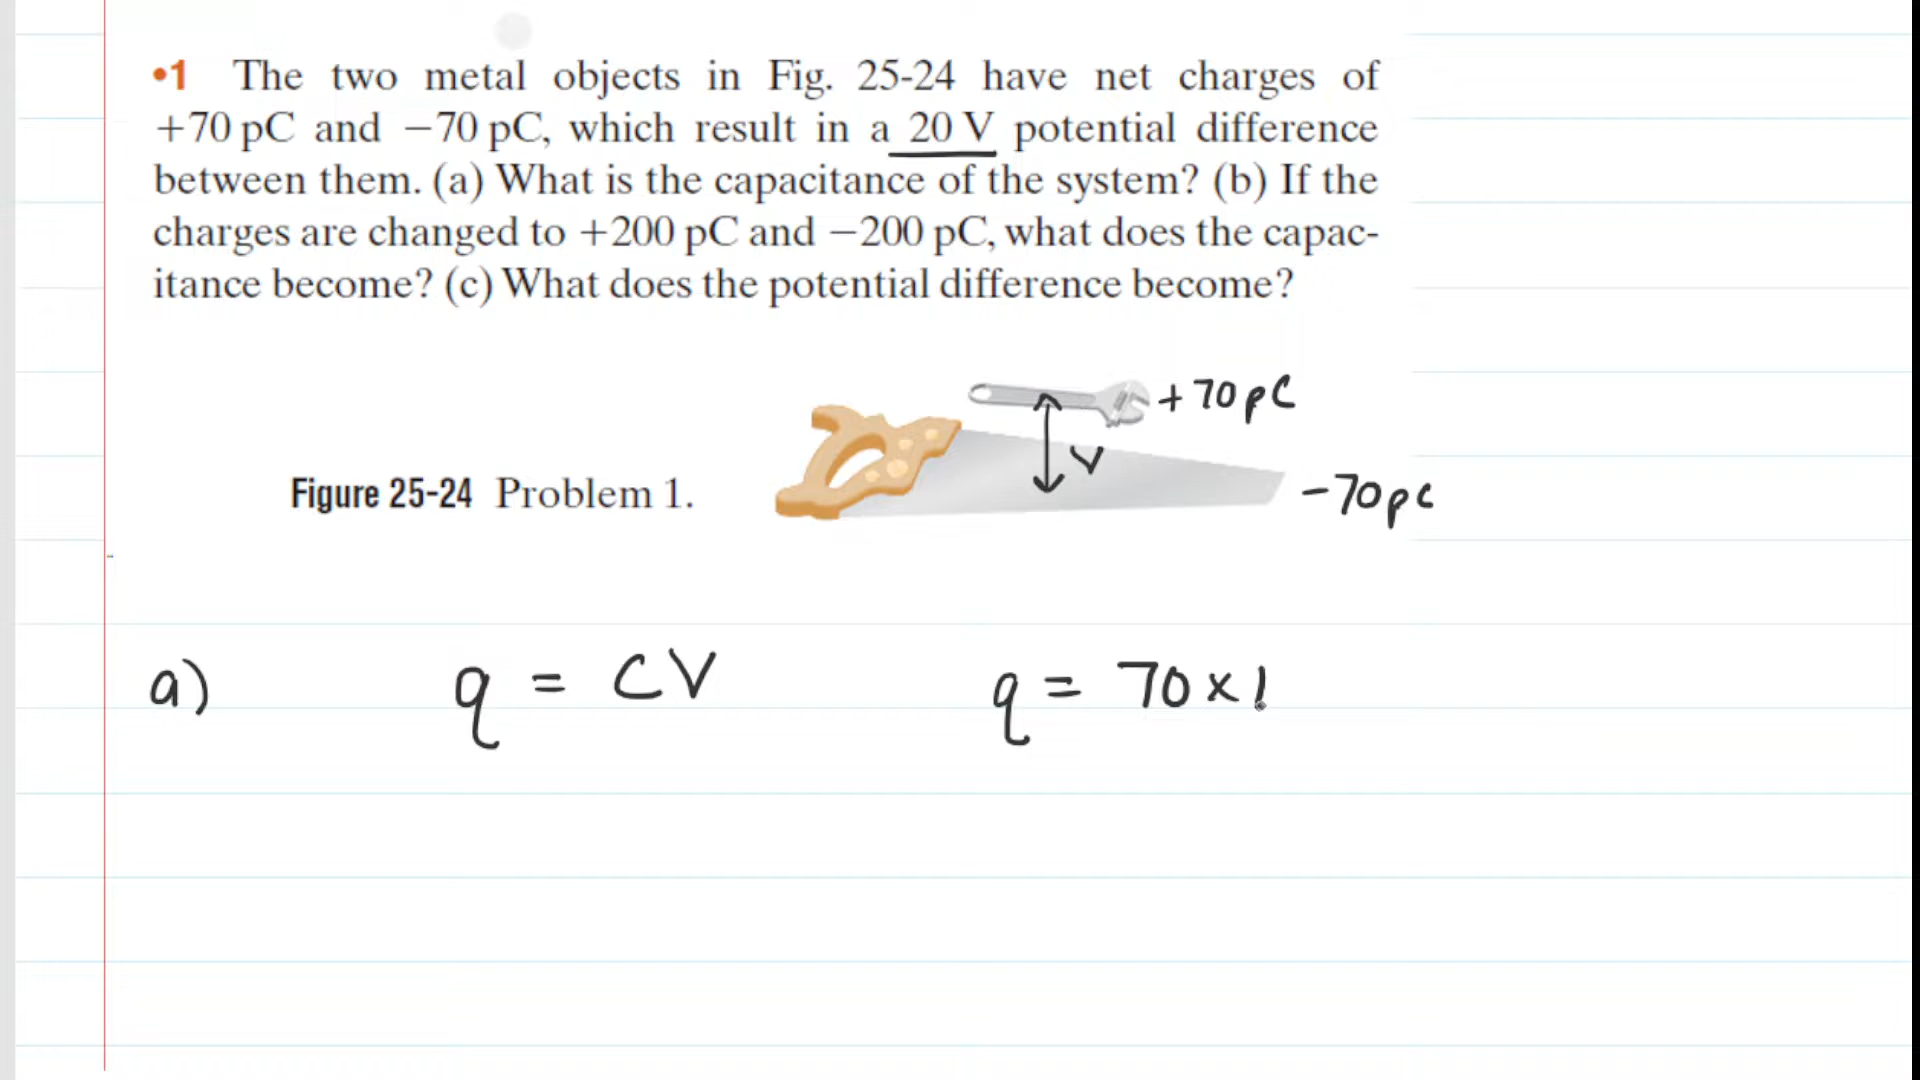 •1 The two metal objects in Fig. 25-24 have net charges of
+70 pC and −70 pC, which result in a 20 V potential difference
between them. (a) What is the capacitance of the system? (b) If the
charges are changed to +200 pC and −200 pC, what does the capac-
itance become? (c) What does the potential difference become?
+70pC
V
Figure 25-24 Problem 1.
-70pC
a) q = CV q = 70 x 1